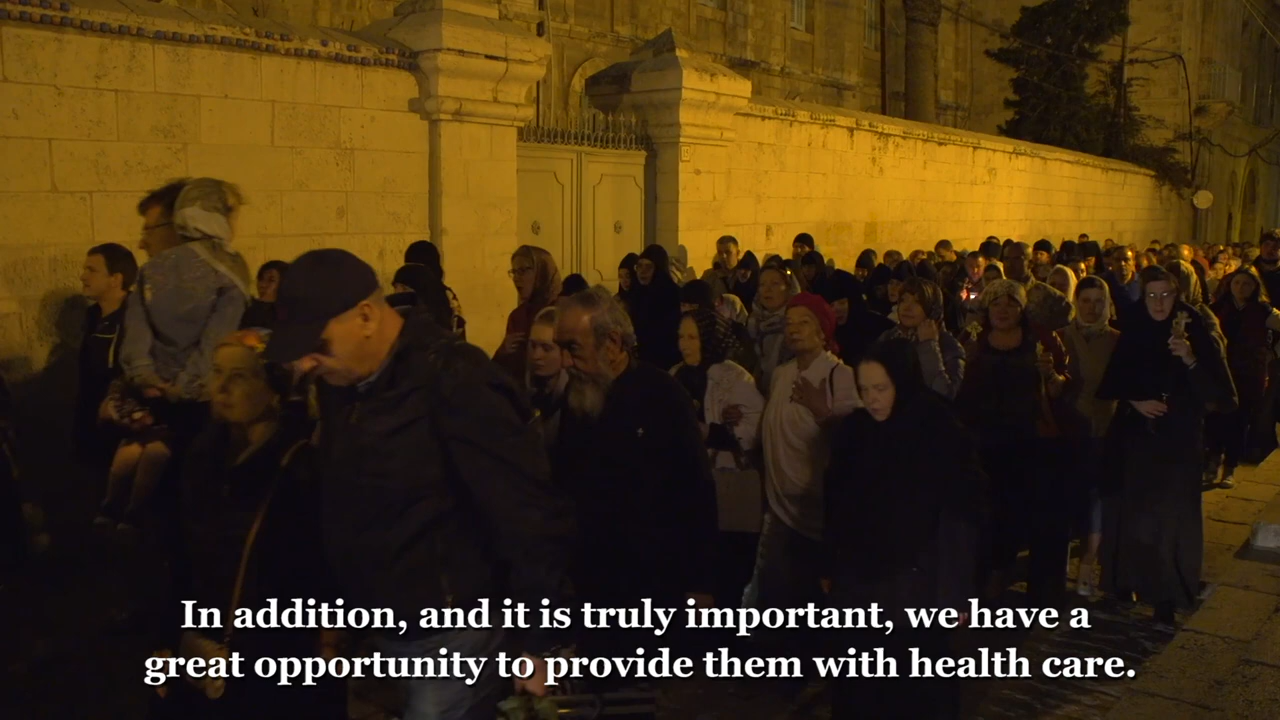 In addition, and it is truly important, we have a
great opportunity to provide them with health care.